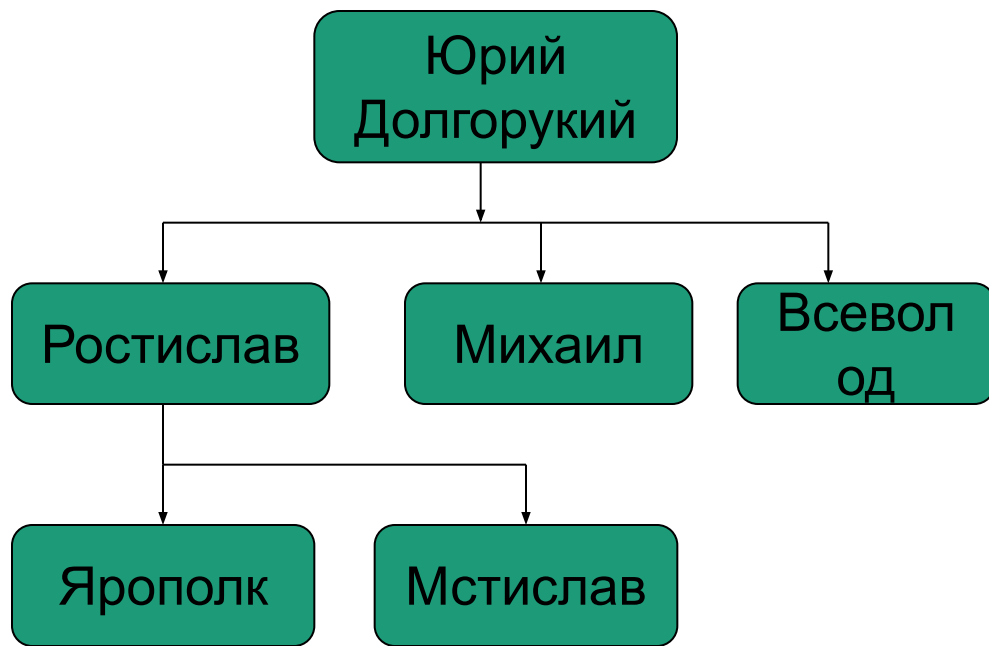 Юрий
Долгорукий
Ростислав
Михаил
Всевол
од
Ярополк
Мстислав